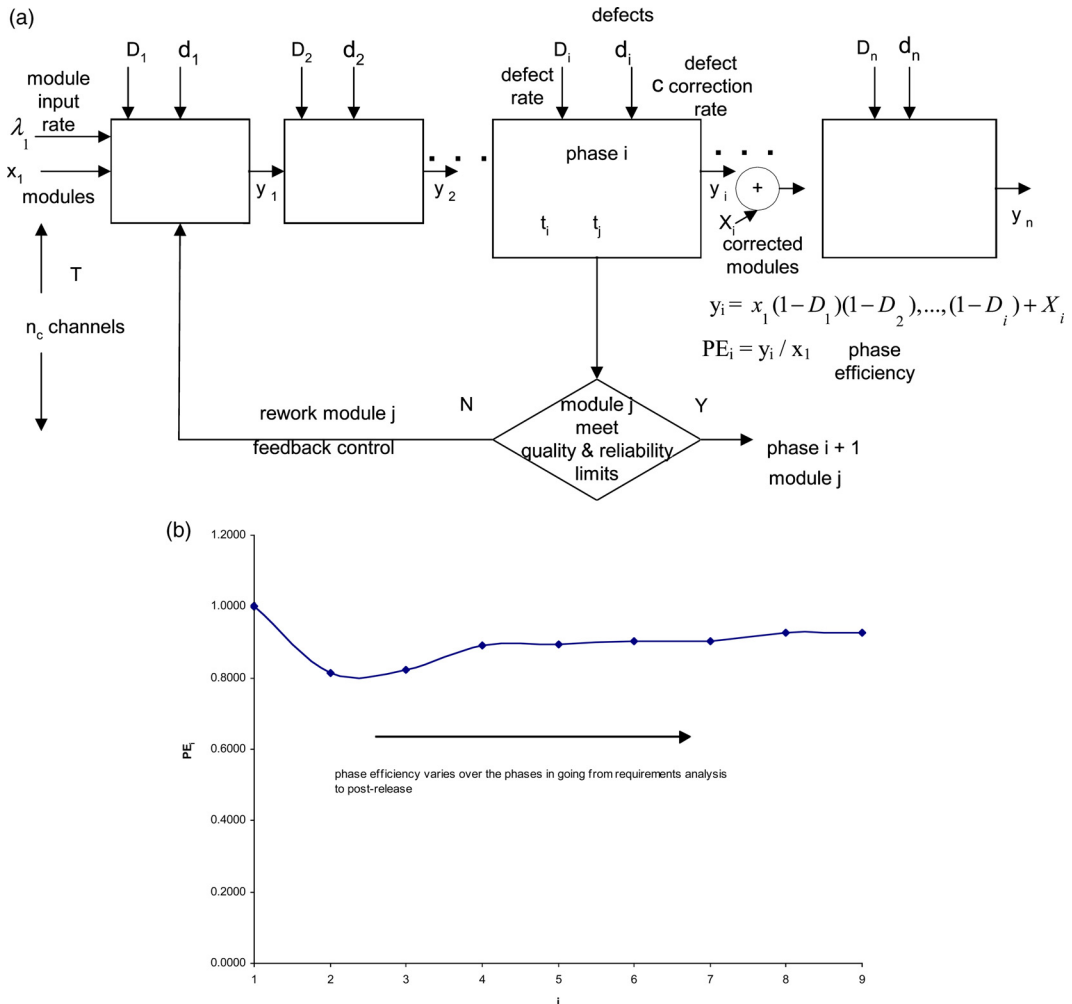 (a)
defects
D1 d1 D2 d2 Di di Dn dn
module
input
rate
defect
rate
defect
C correction
rate
λ1
x1
modules
y1
y2
. . .
phase i
ti tj
. . .
yi
+
Xi
corrected
modules
yn
T
nc channels
yi = x1(1−D1)(1−D2),...,(1−Di)+Xi
PEi = yi / x1 phase
efficiency
N
Y
rework module j
feedback control
module j
meet
quality & reliability
limits
phase i + 1
module j
(b)
1.2000
1.0000
0.8000
0.6000
0.4000
0.2000
0.0000
PEi
phase efficiency varies over the phases in going from requirements analysis
to post-release
1 2 3 4 5 6 7 8 9
i